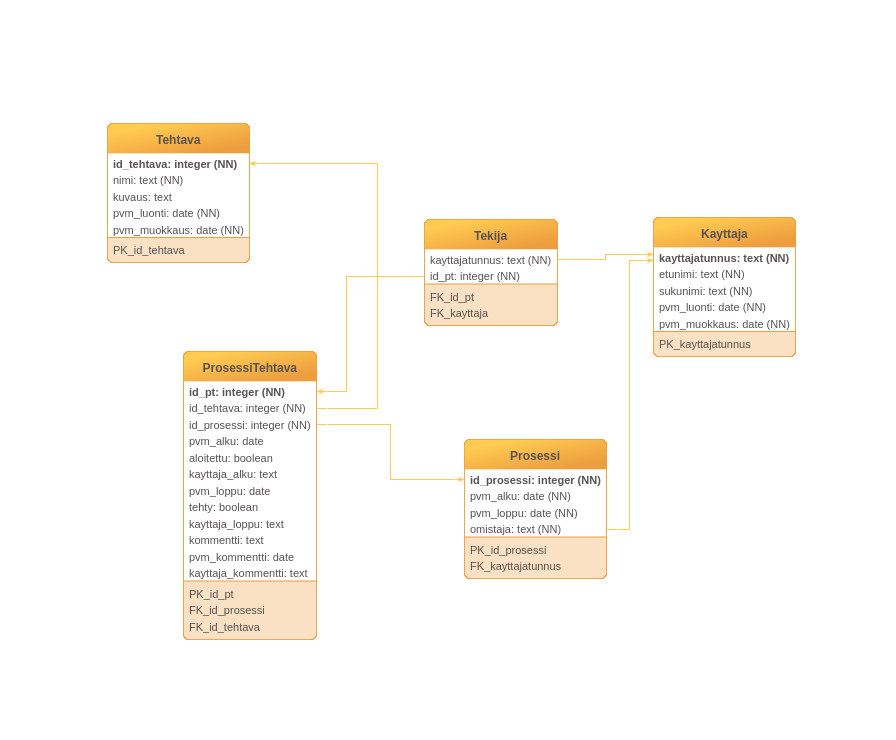 Tehtava
id_tehtava: integer (NN)
nimi: text (NN)
kuvaus: text
pvm_luonti: date (NN)
pvm_muokkaus: date (NN)
PK_id_tehtava
Tekija
kayttajatunnus: text (NN)
id_pt: integer (NN)
FK_id_pt
FK_kayttaja
Kayttaja
kayttajatunnus: text (NN)
etunimi: text (NN)
sukunimi: text (NN)
pvm_luonti: date (NN)
pvm_muokkaus: date (NN)
PK_kayttajatunnus
ProsessiTehtava
id_pt: integer (NN)
id_tehtava: integer (NN)
id_prosessi: integer (NN)
pvm_alku: date
aloitettu: boolean
kayttaja_alku: text
pvm_loppu: date
tehty: boolean
kayttaja_loppu: text
kommentti: text
pvm_kommentti: date
kayttaja_kommentti: text
PK_id_pt
FK_id_prosessi
FK_id_tehtava
Prosessi
id_prosessi: integer (NN)
pvm_alku: date (NN)
pvm_loppu: date (NN)
omistaja: text (NN)
PK_id_prosessi
FK_kayttajatunnus